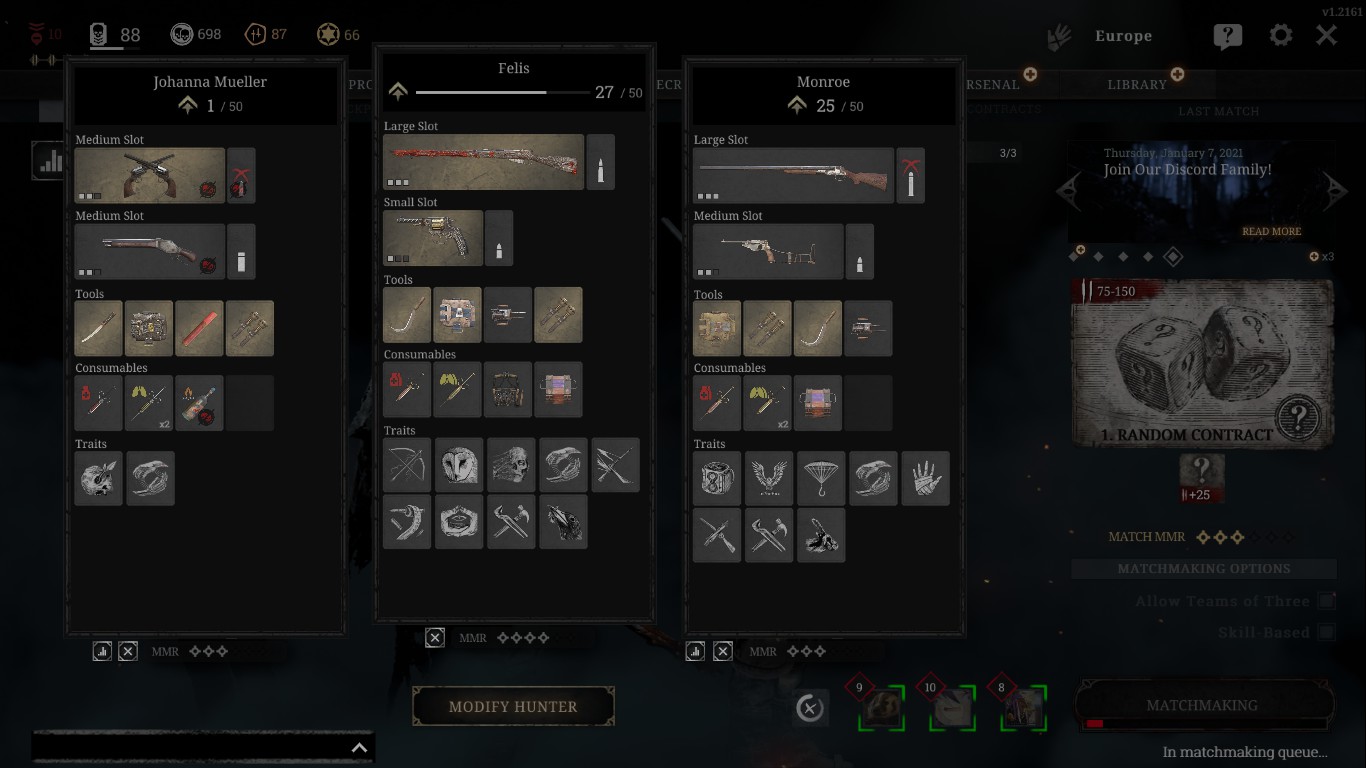 v1.2161
10
88
698
87
66
Europe
PRO
ECR
RSENAL
LIBRARY
CONTRACTS
LAST MATCH
Johanna Mueller
1 / 50
Medium Slot
Medium Slot
Tools
Consumables
x2
Traits
MMR
Felis
27 / 50
Large Slot
Small Slot
Tools
Consumables
Traits
MMR
Monroe
25 / 50
Large Slot
Medium Slot
Tools
Consumables
x2
Traits
MMR
3/3
Thursday, January 7, 2021
Join Our Discord Family!
READ MORE
x3
75-150
1. RANDOM CONTRACT
+25
MATCH MMR
MATCHMAKING OPTIONS
Allow Teams of Three
Skill-Based
MODIFY HUNTER
9
10
8
MATCHMAKING
In matchmaking queue...